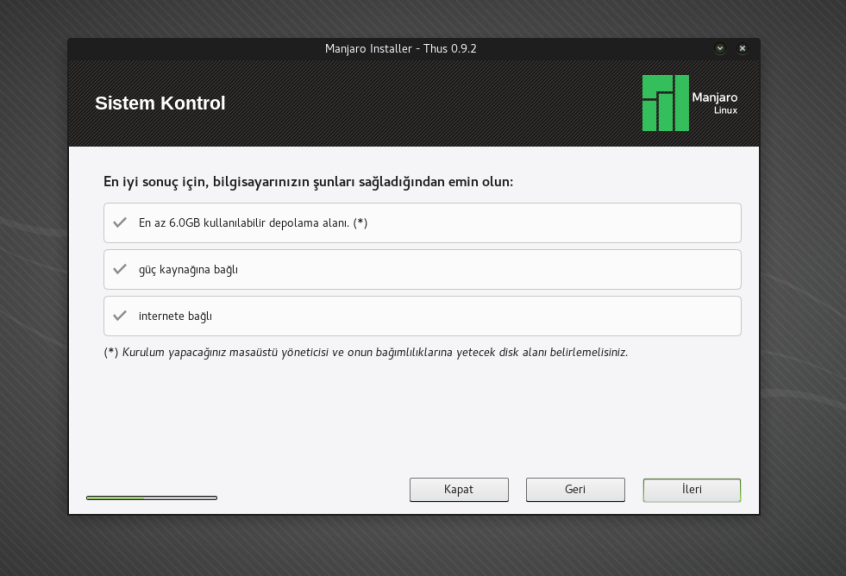 Manjaro Installer - Thus 0.9.2
Sistem Kontrol
Manjaro
Linux
En iyi sonuç için, bilgisayarınızın şunları sağladığından emin olun:
En az 6.0GB kullanılabilir depolama alanı. (*)
güç kaynağına bağlı
internete bağlı
(*) Kurulum yapacağınız masaüstü yöneticisi ve onun bağımlılıklarına yetecek disk alanı belirlemelisiniz.
Kapat
Geri
İleri